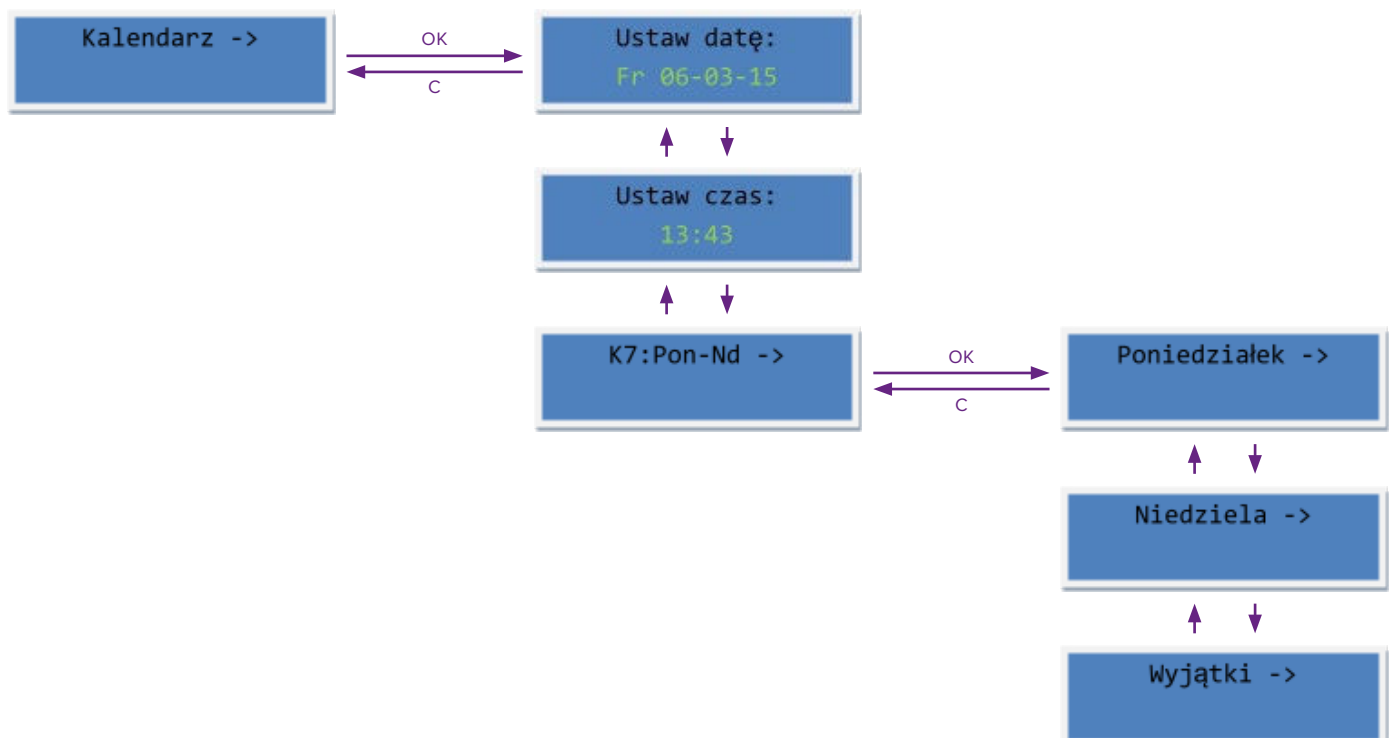 Kalendarz ->
OK
C
Ustaw datę:
Fr 06-03-15
Ustaw czas:
13:43
K7:Pon-Nd ->
OK
C
Poniedziałek ->
Niedziela ->
Wyjątki ->